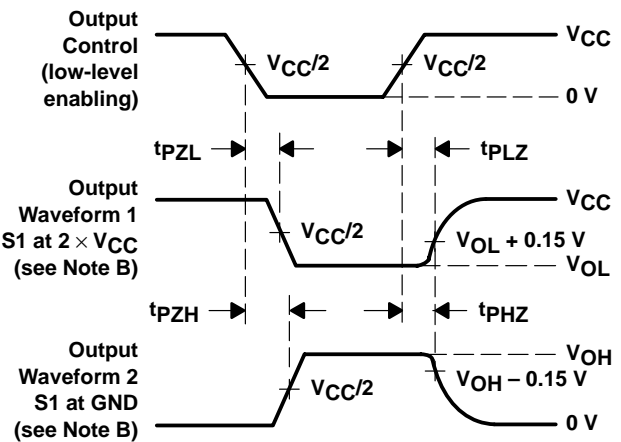 Output
Control
(low-level
enabling)
VCC
VCC/2
VCC/2
0 V
tPZL
tPLZ
Output
Waveform 1
S1 at 2 × VCC
(see Note B)
VCC
VCC/2
VOL + 0.15 V
VOL
tPZH
tPHZ
Output
Waveform 2
S1 at GND
(see Note B)
VOH
VCC/2
VOH − 0.15 V
0 V